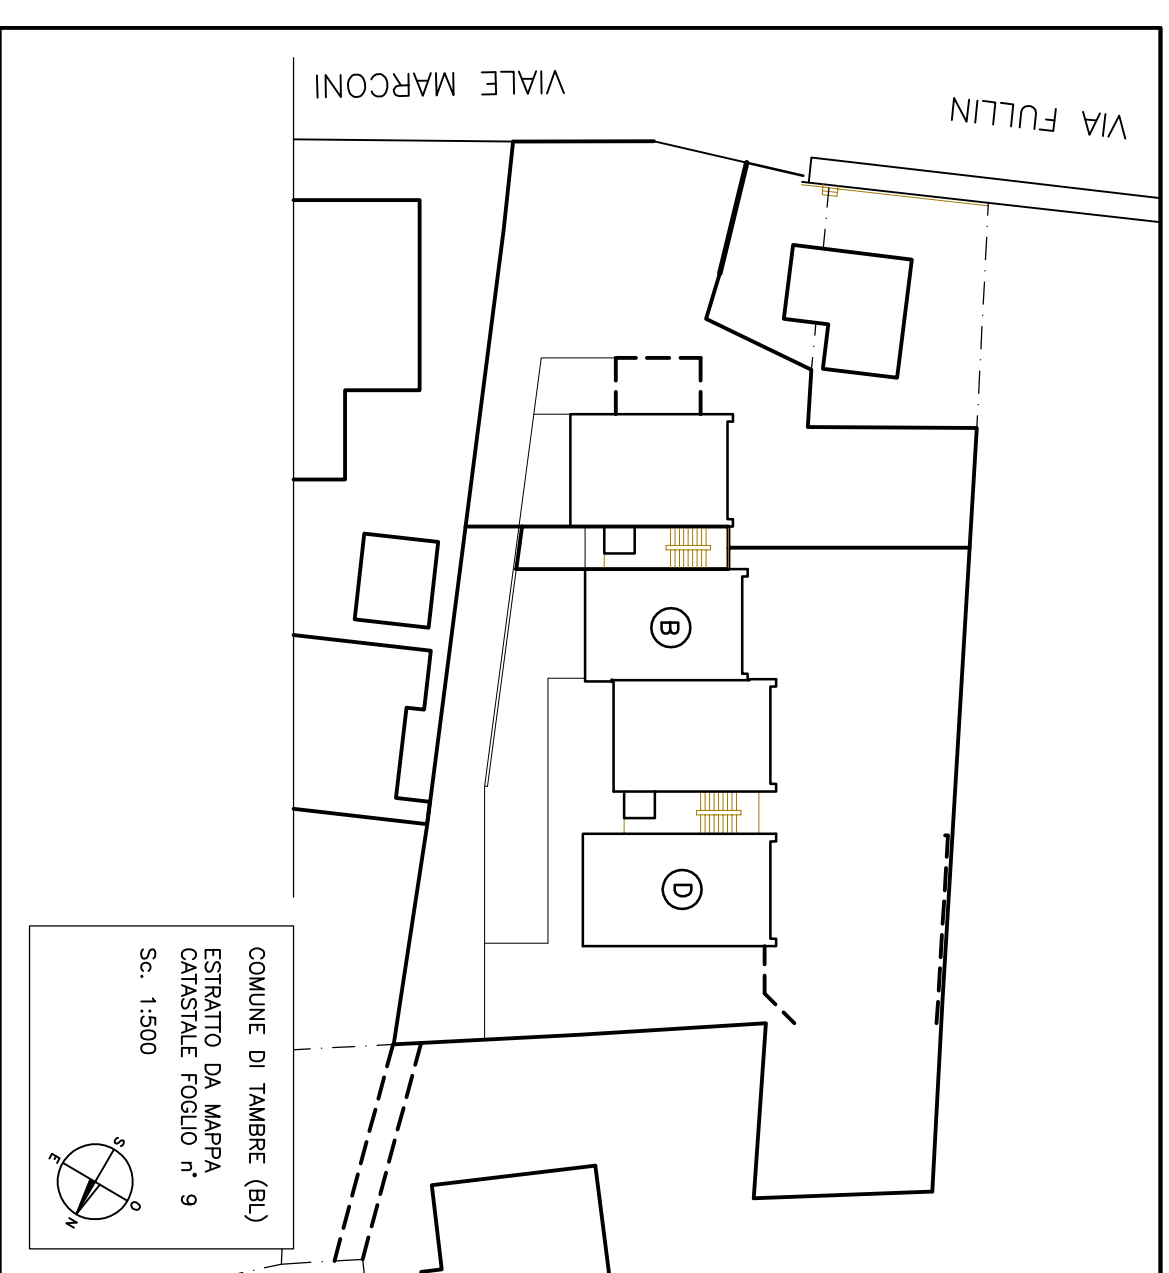 VIALE MARCONI
VIA FULLIN
B
D
COMUNE DI TAMBRE (BL)
ESTRATTO DA MAPPA
CATASTALE FOGLIO n° 9
Sc. 1:500
S
E
O
N